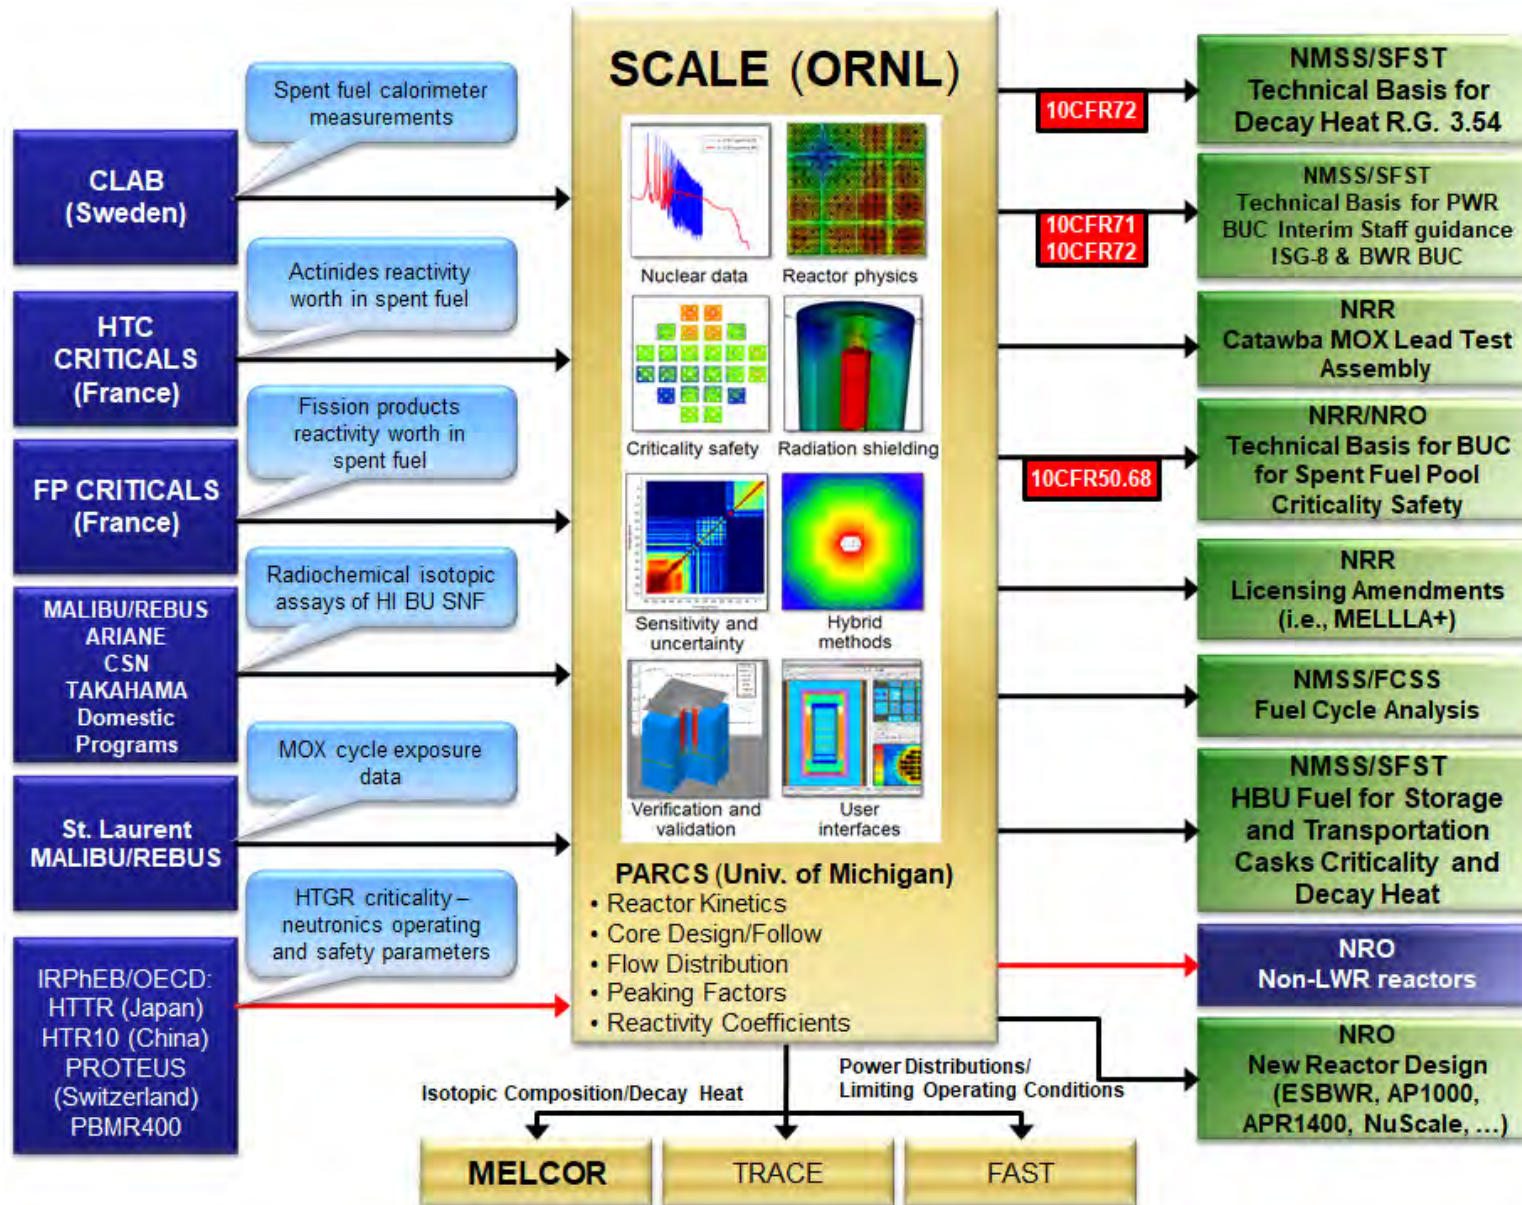 CLAB
(Sweden)
HTC
CRITICALS
(France)
FP CRITICALS
(France)
MALIBU/REBUS
ARIANE
CSN
TAKAHAMA
Domestic
Programs
St. Laurent
MALIBU/REBUS
IRPhEB/OECD:
HTTR (Japan)
HTR10 (China)
PROTEUS
(Switzerland)
PBMR400
Spent fuel calorimeter
measurements
Actinides reactivity
worth in spent fuel
Fission products
reactivity worth in
spent fuel
Radiochemical isotopic
assays of HI BU SNF
MOX cycle exposure
data
HTGR criticality –
neutronics operating
and safety parameters
SCALE (ORNL)
Nuclear data
Reactor physics
Criticality safety
Radiation shielding
Sensitivity and
uncertainty
Hybrid
methods
Verification and
validation
User
interfaces
PARCS (Univ. of Michigan)
• Reactor Kinetics
• Core Design/Follow
• Flow Distribution
• Peaking Factors
• Reactivity Coefficients
10CFR72
10CFR71
10CFR72
10CFR50.68
NMSS/SFST
Technical Basis for
Decay Heat R.G. 3.54
NMSS/SFST
Technical Basis for PWR
BUC Interim Staff guidance
ISG-8 & BWR BUC
NRR
Catawba MOX Lead Test
Assembly
NRR/NRO
Technical Basis for BUC
for Spent Fuel Pool
Criticality Safety
NRR
Licensing Amendments
(i.e., MELLLA+)
NMSS/FCSS
Fuel Cycle Analysis
NMSS/SFST
HBU Fuel for Storage
and Transportation
Casks Criticality and
Decay Heat
NRO
Non-LWR reactors
NRO
New Reactor Design
(ESBWR, AP1000,
APR1400, NuScale, ...)
Isotopic Composition/Decay Heat
Power Distributions/
Limiting Operating Conditions
MELCOR
TRACE
FAST